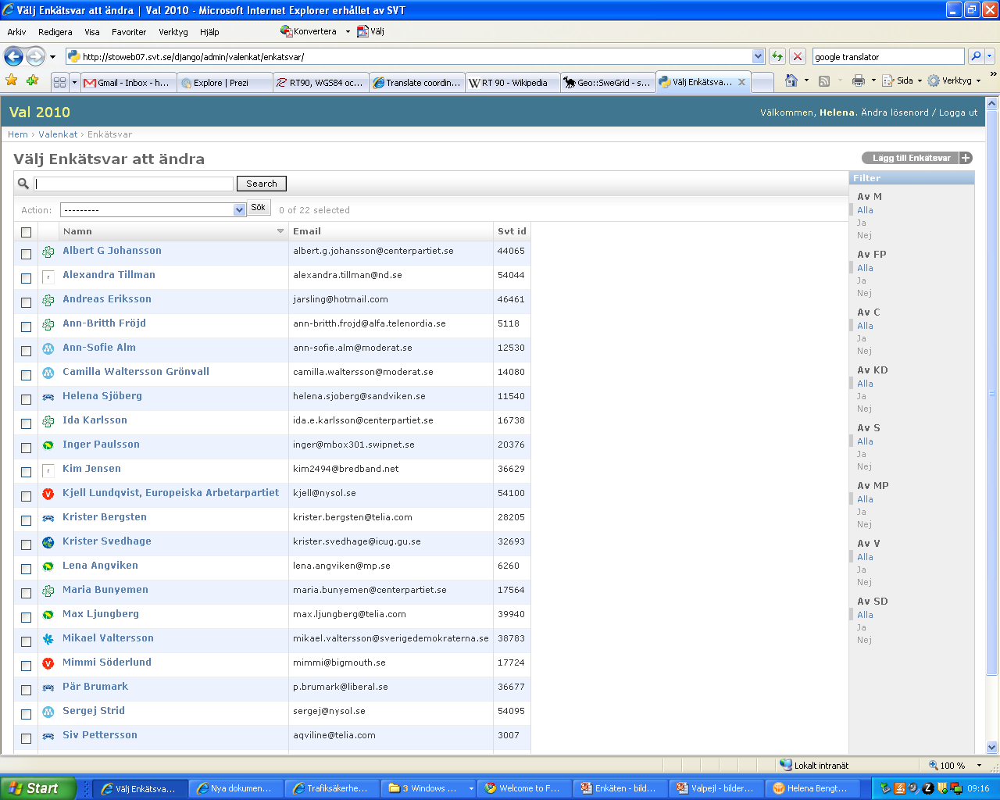 Välj Enkätsvar att ändra | Val 2010 - Microsoft Internet Explorer erhållet av SVT
Arkiv Redigera Visa Favoriter Verktyg Hjälp Konvertera Välj
http://stoweb07.svt.se/django/admin/valenkat/enkatsvar/ google translator
Gmail - Inbox - h... Explore | Prezi RT90, WGS84 oc... Translate coordin... RT 90 - Wikipedia Geo::SweGrid - s... Välj Enkätsva... Sida Verktyg »
Val 2010 Välkommen, Helena. Ändra lösenord / Logga ut
Hem › Valenkat › Enkätsvar
Välj Enkätsvar att ändra Lägg till Enkätsvar +
Search
Action: --------- Sök 0 of 22 selected
Namn Email Svt id
Albert G Johansson albert.g.johansson@centerpartiet.se 44065
Alexandra Tillman alexandra.tillman@nd.se 54044
Andreas Eriksson jarsling@hotmail.com 46461
Ann-Britth Fröjd ann-britth.frojd@alfa.telenordia.se 5118
Ann-Sofie Alm ann-sofie.alm@moderat.se 12530
Camilla Waltersson Grönvall camilla.waltersson@moderat.se 14080
Helena Sjöberg helena.sjoberg@sandviken.se 11540
Ida Karlsson ida.e.karlsson@centerpartiet.se 16738
Inger Paulsson inger@mbox301.swipnet.se 20376
Kim Jensen kim2494@bredband.net 36629
Kjell Lundqvist, Europeiska Arbetarpartiet kjell@nysol.se 54100
Krister Bergsten krister.bergsten@telia.com 28205
Krister Svedhage krister.svedhage@icug.gu.se 32693
Lena Angviken lena.angviken@mp.se 6260
Maria Bunyemen maria.bunyemen@centerpartiet.se 17564
Max Ljungberg max.ljungberg@telia.com 39940
Mikael Valtersson mikael.valtersson@sverigedemokraterna.se 38783
Mimmi Söderlund mimmi@bigmouth.se 17724
Pär Brumark p.brumark@liberal.se 36677
Sergej Strid sergej@nysol.se 54095
Siv Pettersson aqviline@telia.com 3007
Filter
Av M
Alla
Ja
Nej
Av FP
Alla
Ja
Nej
Av C
Alla
Ja
Nej
Av KD
Alla
Ja
Nej
Av S
Alla
Ja
Nej
Av MP
Alla
Ja
Nej
Av V
Alla
Ja
Nej
Av SD
Alla
Ja
Nej
Lokalt intranät 100 %
Start Välj Enkätsva... Nya dokumen... Trafiksäkerhe... 3 Windows ... Welcome to F... Enkäten - bild... Valpejl - bilder... Helena Bengt... 09:16